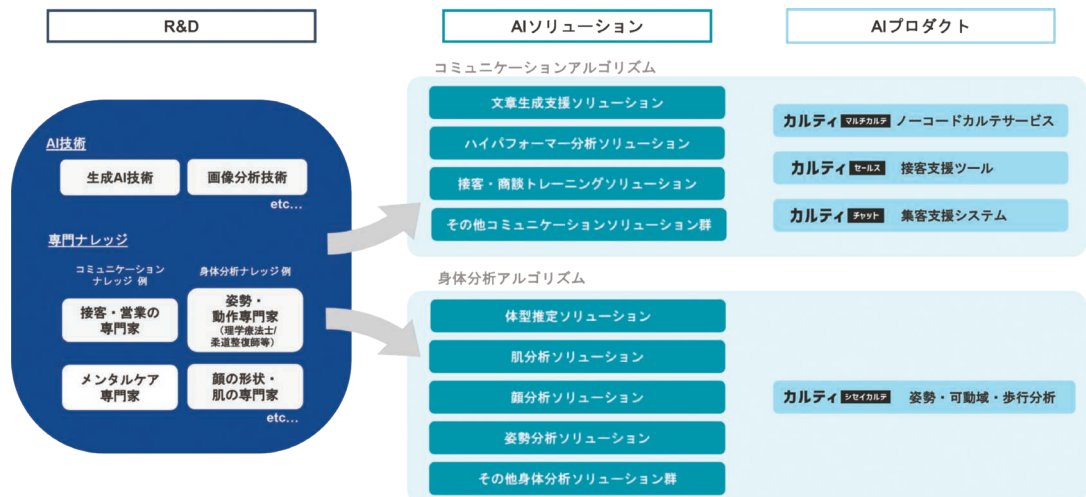 R&D
AIソリューション
AIプロダクト
AI技術
生成AI技術
画像分析技術
etc...
専門ナレッジ
コミュニケーション
ナレッジ 例
身体分析ナレッジ 例
接客・営業の
専門家
姿勢・
動作専門家
(理学療法士/
柔道整復師等)
メンタルケア
専門家
顔の形状・
肌の専門家
etc...
コミュニケーションアルゴリズム
文章生成支援ソリューション
ハイパフォーマー分析ソリューション
接客・商談トレーニングソリューション
その他コミュニケーションソリューション群
カルティ マルチカルテ ノーコードカルテサービス
カルティ セールス 接客支援ツール
カルティ チャット 集客支援システム
身体分析アルゴリズム
体型推定ソリューション
肌分析ソリューション
顔分析ソリューション
姿勢分析ソリューション
その他身体分析ソリューション群
カルティ シセイカルテ 姿勢・可動域・歩行分析